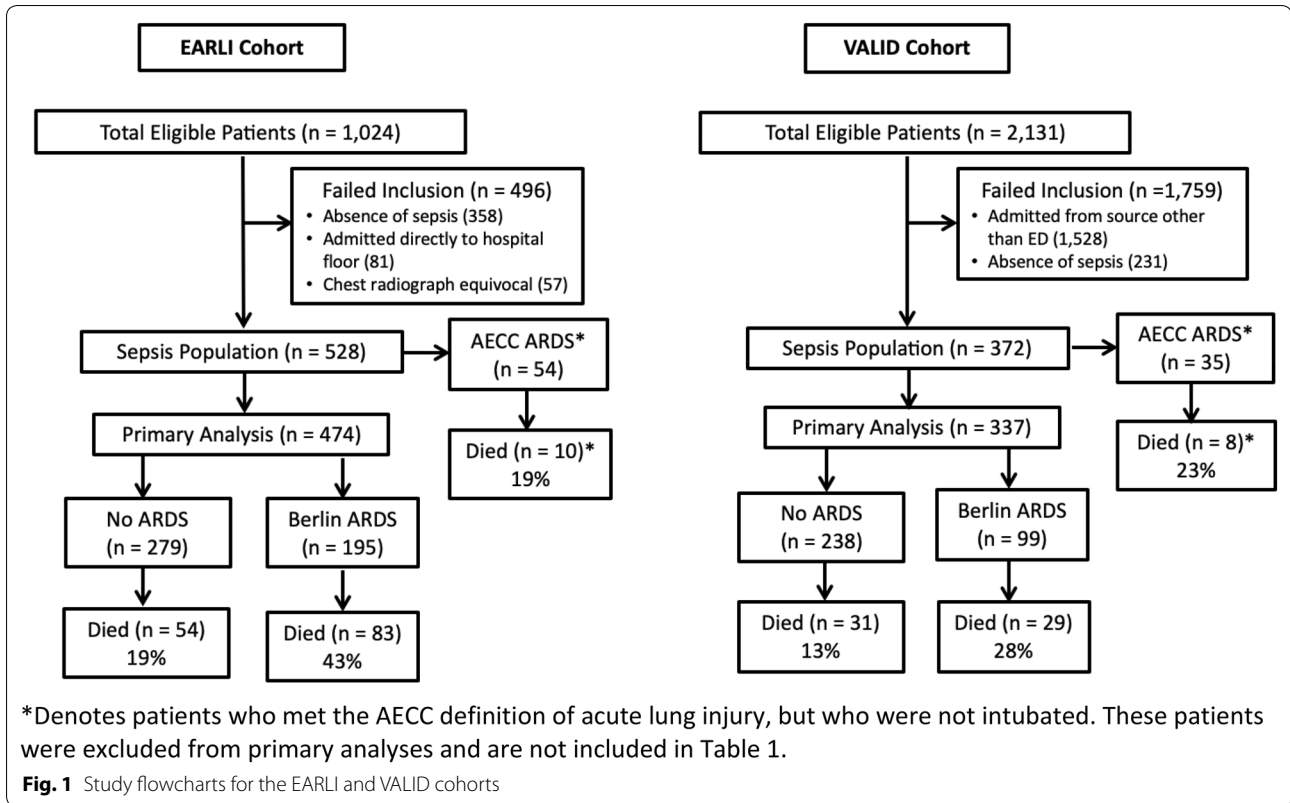 EARLI Cohort
Total Eligible Patients (n = 1,024)
Failed Inclusion (n = 496)
• Absence of sepsis (358)
• Admitted directly to hospital
floor (81)
• Chest radiograph equivocal (57)
Sepsis Population (n = 528)
AECC ARDS*
(n = 54)
Died (n = 10)*
19%
Primary Analysis (n = 474)
No ARDS
(n = 279)
Berlin ARDS
(n = 195)
Died (n = 54)
19%
Died (n = 83)
43%
VALID Cohort
Total Eligible Patients (n = 2,131)
Failed Inclusion (n =1,759)
• Admitted from source other
than ED (1,528)
• Absence of sepsis (231)
Sepsis Population (n = 372)
AECC ARDS*
(n = 35)
Died (n = 8)*
23%
Primary Analysis (n = 337)
No ARDS
(n = 238)
Berlin ARDS
(n = 99)
Died (n = 31)
13%
Died (n = 29)
28%
*Denotes patients who met the AECC definition of acute lung injury, but who were not intubated. These patients
were excluded from primary analyses and are not included in Table 1.
Fig. 1 Study flowcharts for the EARLI and VALID cohorts